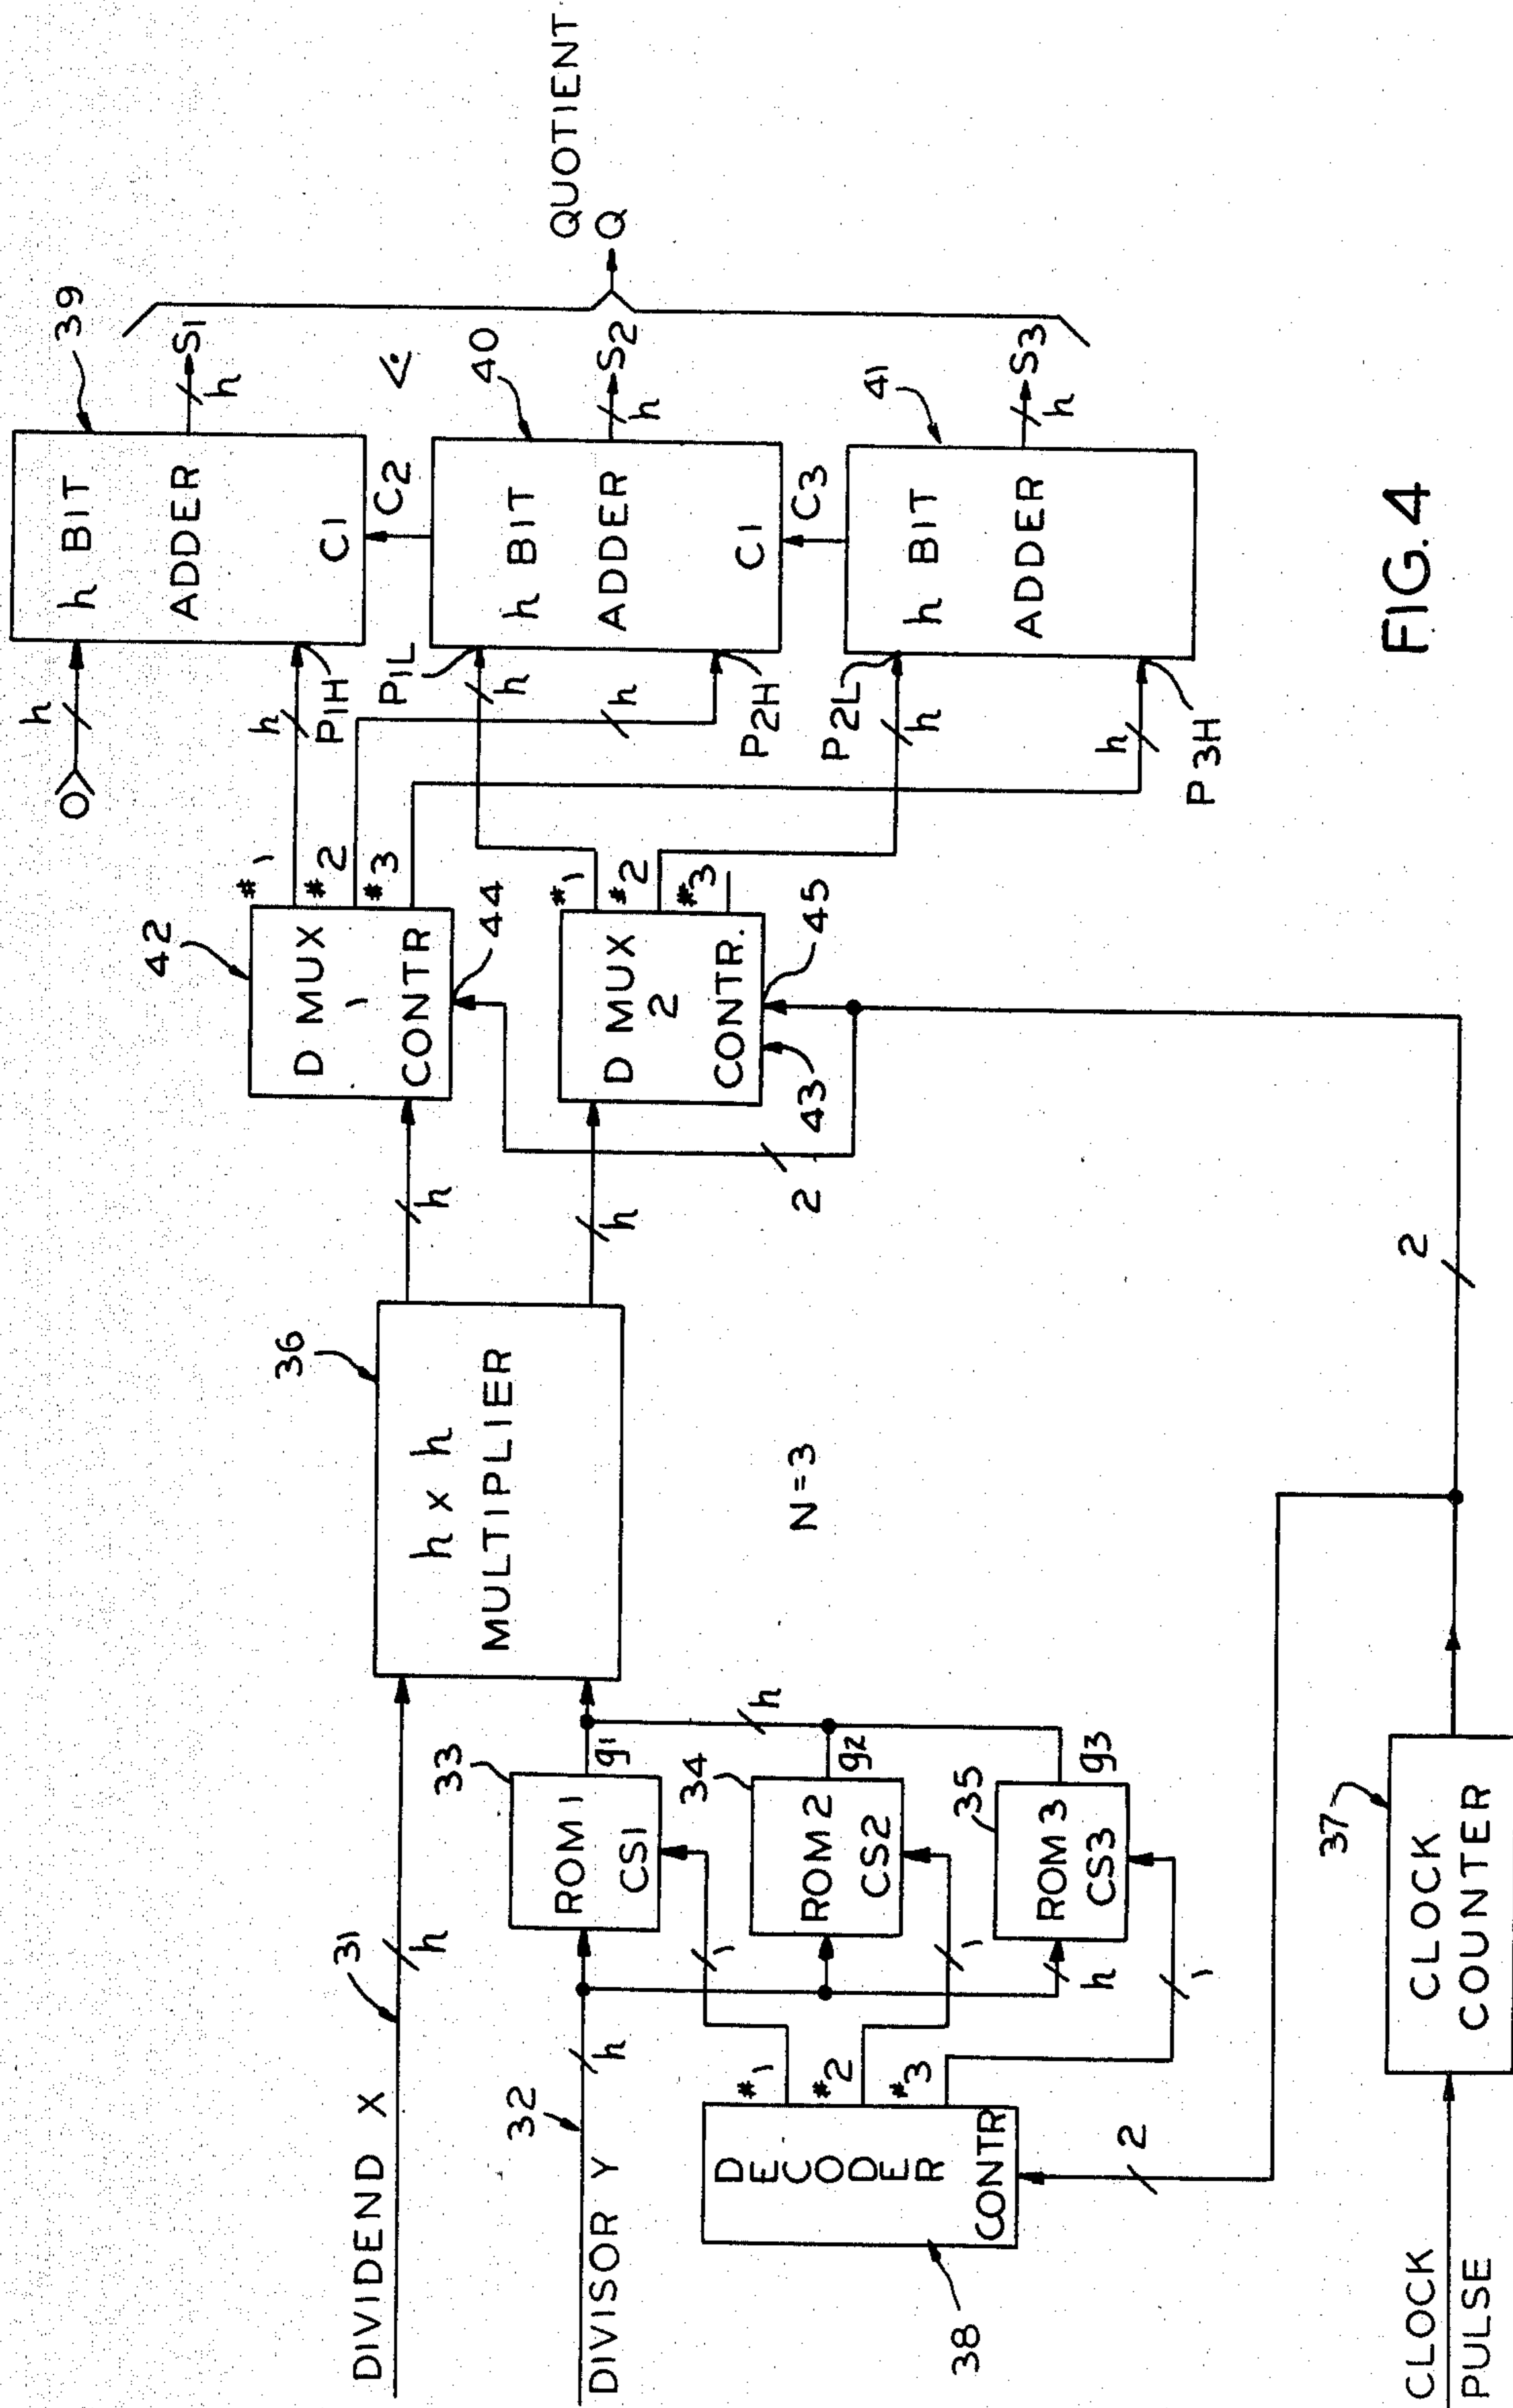 DIVIDEND X
31
h
DIVISOR Y
32
h
ROM 1
CS1
33
g1
ROM 2
CS2
34
g2
ROM 3
CS3
35
g3
h
h
DECODER
CONTR
38
#1
#2
#3
1
1
1
2
CLOCK
PULSE
CLOCK
COUNTER
37
2
h x h
MULTIPLIER
36
N=3
h
h
D MUX
1
CONTR
42
44
#1
#2
#3
D MUX
2
CONTR.
43
45
#1
#2
#3
2
0
h
h
P1H
P1L
h
h
P2H
P2L
h
h
P3H
h BIT
ADDER
C1
39
C2
h BIT
ADDER
C1
40
C3
h BIT
ADDER
41
S1
h
S2
h
S3
h
QUOTIENT
Q
FIG. 4